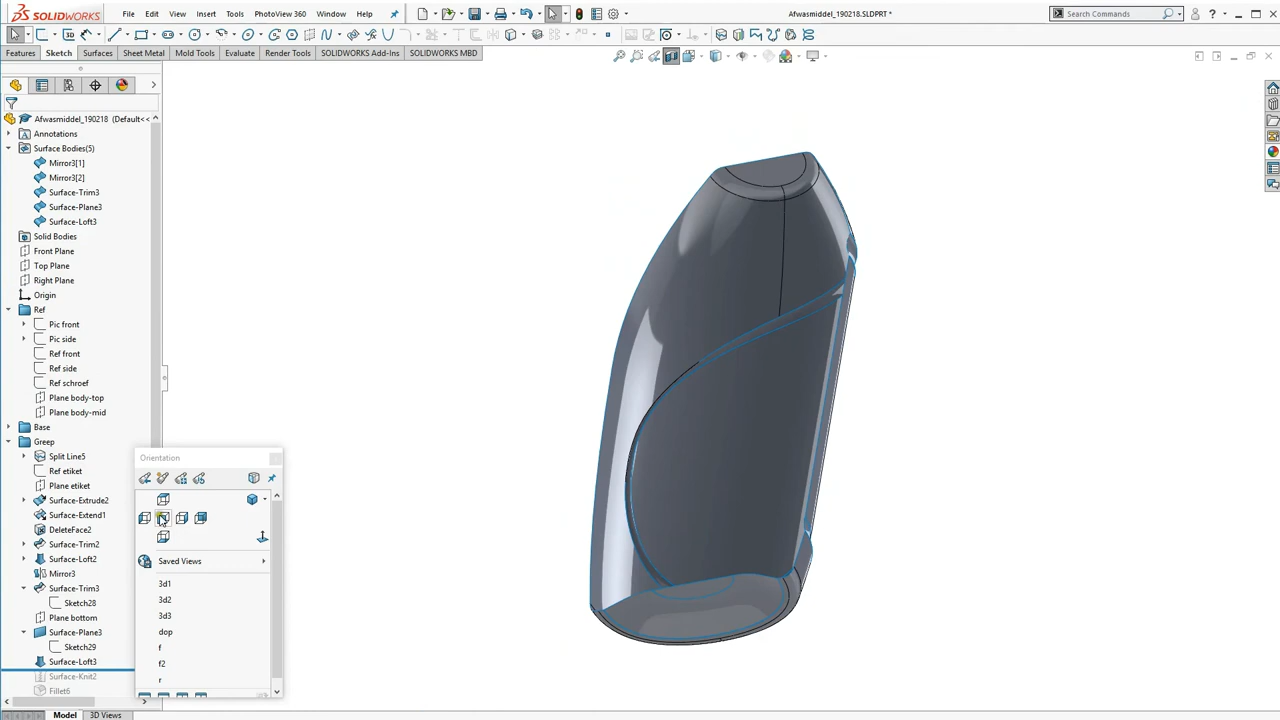 SOLIDWORKS File Edit View Insert Tools PhotoView 360 Window Help Afwasmiddel_190218.SLDPRT * Search Commands
Features Sketch Surfaces Sheet Metal Mold Tools Evaluate Render Tools SOLIDWORKS Add-Ins SOLIDWORKS MBD
Afwasmiddel_190218 (Default<<
Annotations
Surface Bodies(5)
Mirror3[1]
Mirror3[2]
Surface-Trim3
Surface-Plane3
Surface-Loft3
Solid Bodies
Front Plane
Top Plane
Right Plane
Origin
Ref
Pic front
Pic side
Ref front
Ref side
Ref schroef
Plane body-top
Plane body-mid
Base
Greep
Split Line5
Ref etiket
Plane etiket
Surface-Extrude2
Surface-Extend1
DeleteFace2
Surface-Trim2
Surface-Loft2
Mirror3
Surface-Trim3
Sketch28
Plane bottom
Surface-Plane3
Sketch29
Surface-Loft3
Surface-Knit2
Fillet6
Orientation
Saved Views
3d1
3d2
3d3
dop
f
f2
r
Model 3D Views